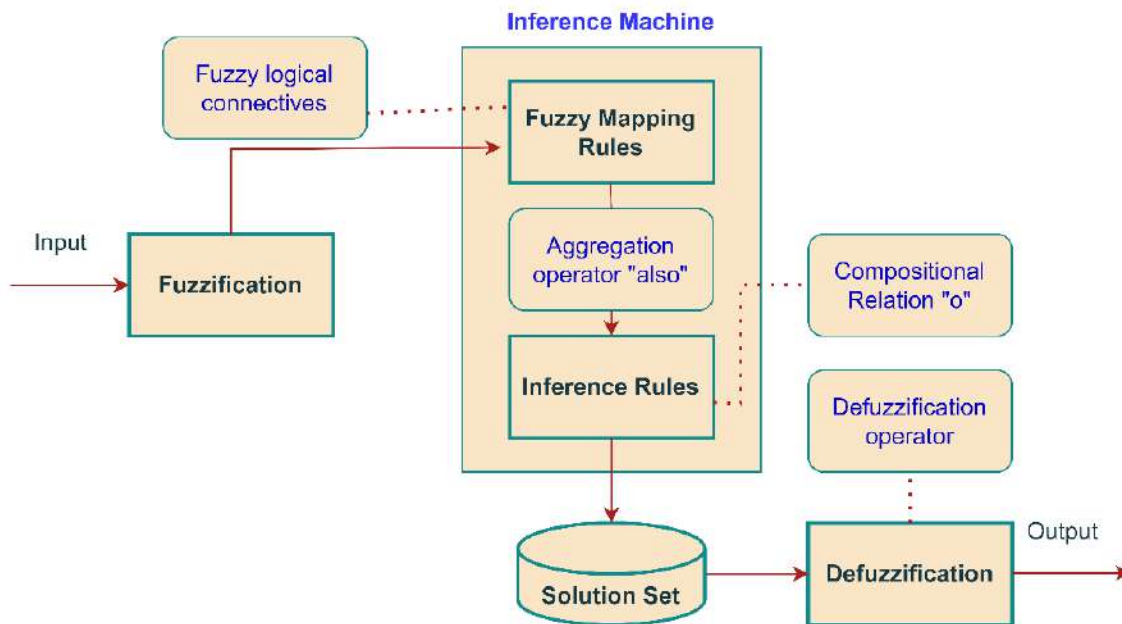 Inference Machine
Fuzzy logical
connectives
Fuzzy Mapping
Rules
Input
Fuzzification
Aggregation
operator "also"
Compositional
Relation "o"
Inference Rules
Defuzzification
operator
Solution Set
Defuzzification
Output